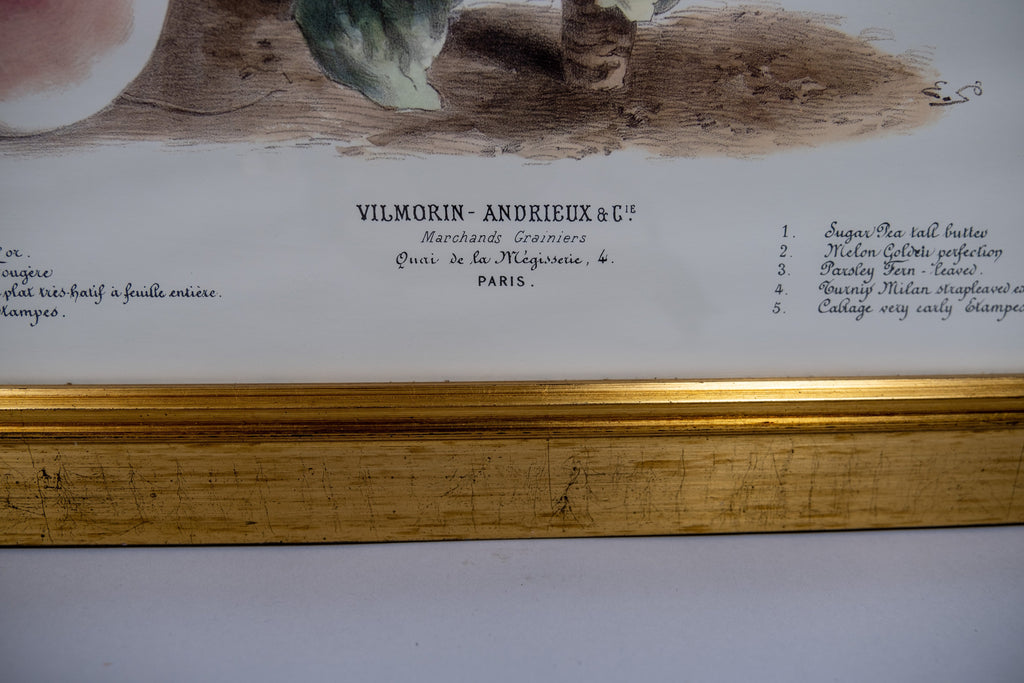 or.
ougère
plat très-hatif à feuille entière.
tampes.
VILMORIN - ANDRIEUX & CIE
Marchands Grainiers
Quai de la Mégisserie, 4.
PARIS.
1. Sugar Pea tall butter
2. Melon Golden perfection
3. Parsley Fern - leaved.
4. Turnip Milan strapleaved
5. Cabbage very early Etampes